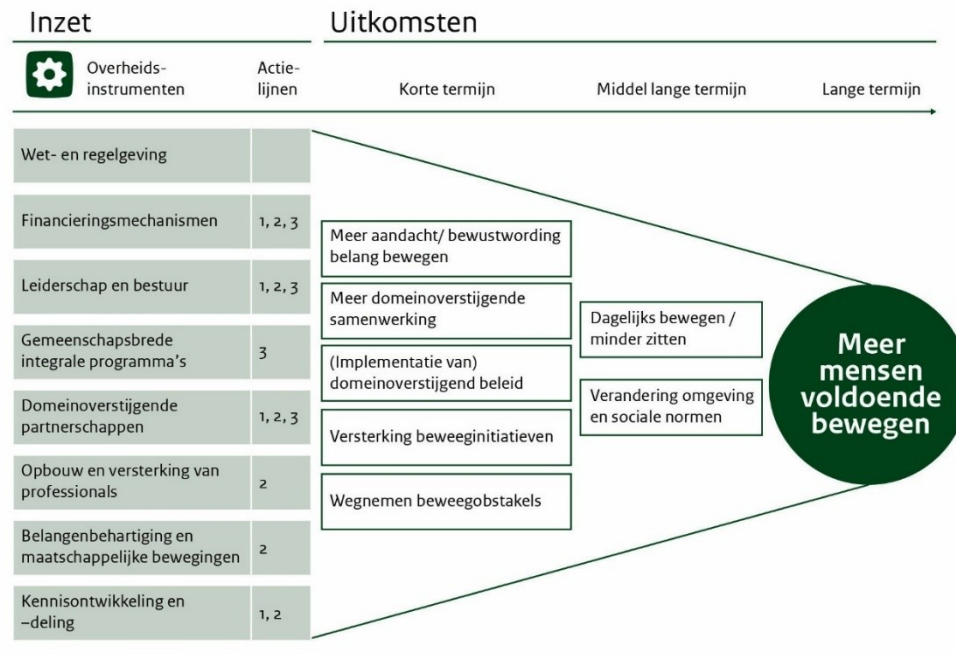 Inzet
Uitkomsten
Overheids-
instrumenten
Actie-
lijnen
Korte termijn
Middel lange termijn
Lange termijn
Wet- en regelgeving
Financieringsmechanismen
1, 2, 3
Leiderschap en bestuur
1, 2, 3
Gemeenschapsbrede
integrale programma's
3
Domeinoverstijgende
partnerschappen
1, 2, 3
Opbouw en versterking van
professionals
2
Belangenbehartiging en
maatschappelijke bewegingen
2
Kennisontwikkeling en
–deling
1, 2
Meer aandacht/ bewustwording
belang bewegen
Meer domeinoverstijgende
samenwerking
(Implementatie van)
domeinoverstijgend beleid
Versterking beweeginitiatieven
Wegnemen beweegobstakels
Dagelijks bewegen /
minder zitten
Verandering omgeving
en sociale normen
Meer
mensen
voldoende
bewegen